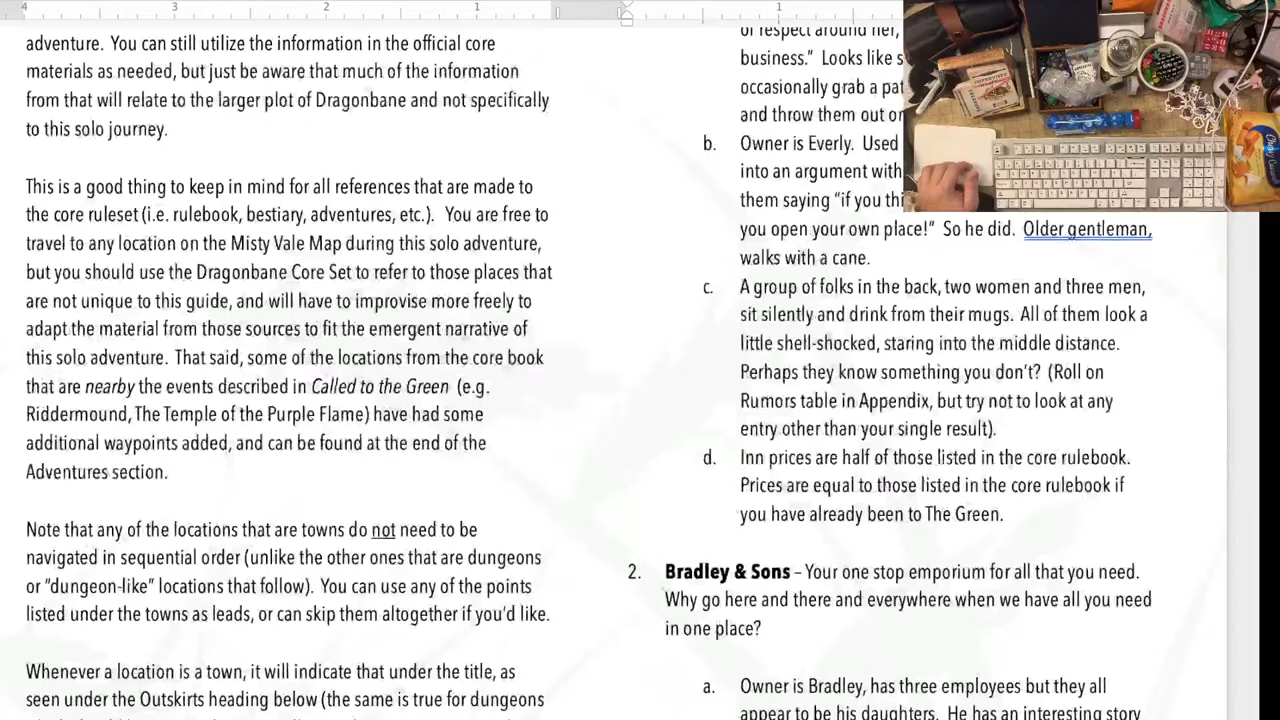 4 3 2 1 1
adventure. You can still utilize the information in the official core
materials as needed, but just be aware that much of the information
from that will relate to the larger plot of Dragonbane and not specifically
to this solo journey.
This is a good thing to keep in mind for all references that are made to
the core ruleset (i.e. rulebook, bestiary, adventures, etc.). You are free to
travel to any location on the Misty Vale Map during this solo adventure,
but you should use the Dragonbane Core Set to refer to those places that
are not unique to this guide, and will have to improvise more freely to
adapt the material from those sources to fit the emergent narrative of
this solo adventure. That said, some of the locations from the core book
that are nearby the events described in Called to the Green (e.g.
Riddermound, The Temple of the Purple Flame) have had some
additional waypoints added, and can be found at the end of the
Adventures section.
Note that any of the locations that are towns do not need to be
navigated in sequential order (unlike the other ones that are dungeons
or “dungeon-like” locations that follow). You can use any of the points
listed under the towns as leads, or can skip them altogether if you’d like.
Whenever a location is a town, it will indicate that under the title, as
seen under the Outskirts heading below (the same is true for dungeons
of respect around her,
business.” Looks like s
occasionally grab a pat
and throw them out or
b. Owner is Everly. Used
into an argument with
them saying “if you thi
you open your own place!” So he did. Older gentleman,
walks with a cane.
c. A group of folks in the back, two women and three men,
sit silently and drink from their mugs. All of them look a
little shell-shocked, staring into the middle distance.
Perhaps they know something you don’t? (Roll on
Rumors table in Appendix, but try not to look at any
entry other than your single result).
d. Inn prices are half of those listed in the core rulebook.
Prices are equal to those listed in the core rulebook if
you have already been to The Green.
2. Bradley & Sons – Your one stop emporium for all that you need.
Why go here and there and everywhere when we have all you need
in one place?
a. Owner is Bradley, has three employees but they all
appear to be his daughters. He has an interesting story